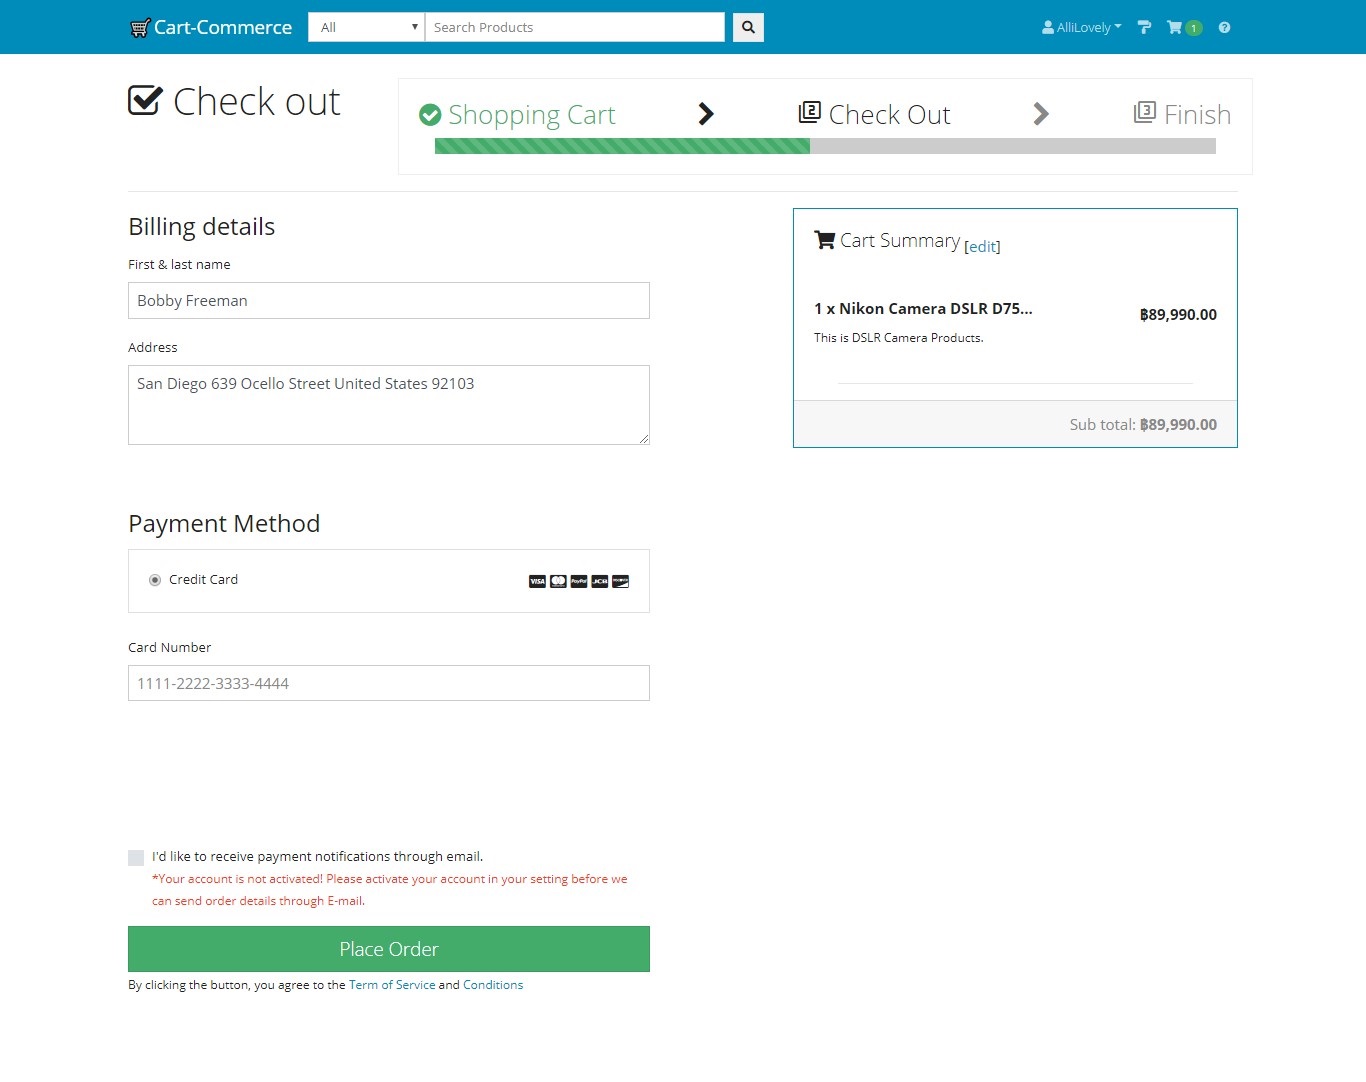 Cart-Commerce All Search Products AlliLovely 1
Check out
Shopping Cart 2 Check Out 3 Finish
Billing details
First & last name
Bobby Freeman
Address
San Diego 639 Ocello Street United States 92103
Cart Summary [edit]
1 x Nikon Camera DSLR D75... ฿89,990.00
This is DSLR Camera Products.
Sub total: ฿89,990.00
Payment Method
Credit Card VISA PayPal JCB DISCOVER
Card Number
1111-2222-3333-4444
I'd like to receive payment notifications through email.
*Your account is not activated! Please activate your account in your setting before we
can send order details through E-mail.
Place Order
By clicking the button, you agree to the Term of Service and Conditions